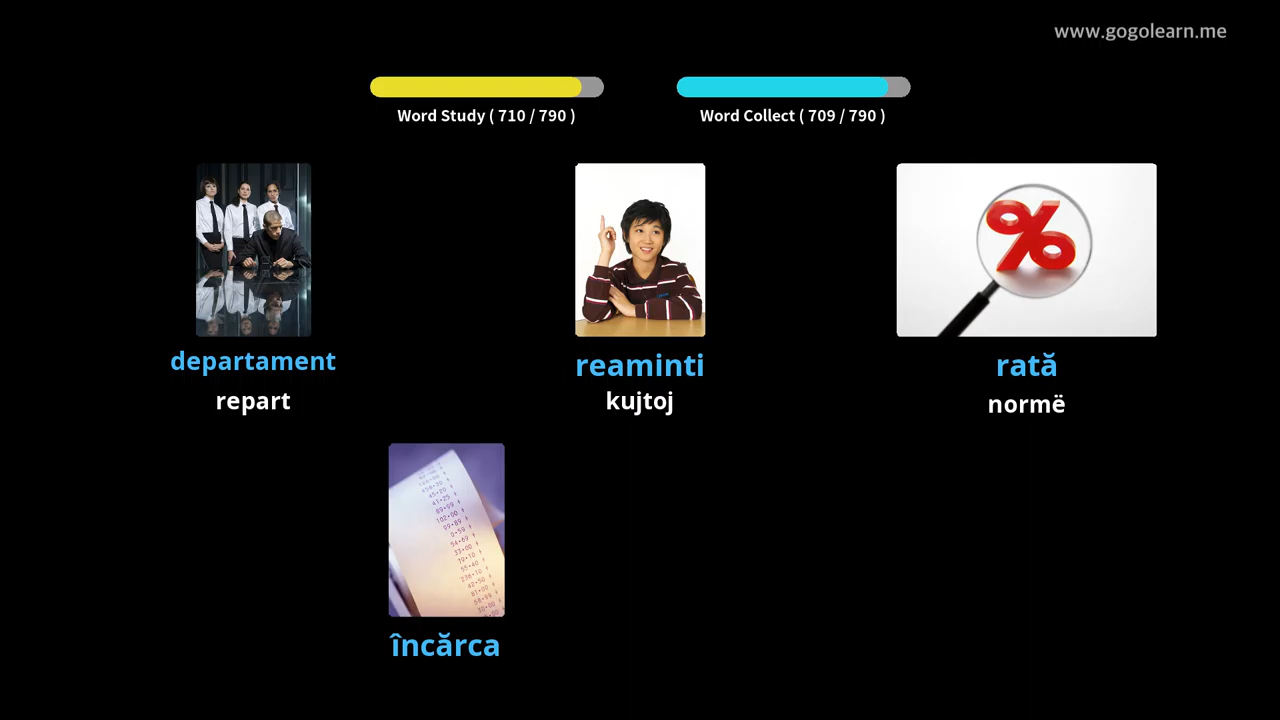 www.gogolearn.me
Word Study ( 710 / 790 )
Word Collect ( 709 / 790 )
departament
repart
reaminti
kujtoj
rată
normë
încărca